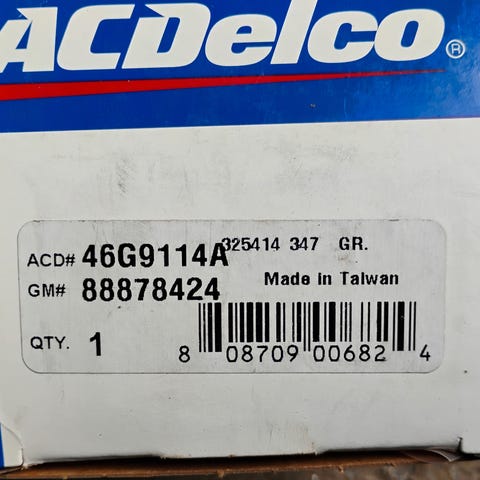 ACDelco®
325414 347 GR.
ACD# 46G9114A
Made in Taiwan
GM# 88878424
QTY. 1
8 08709 00682 4